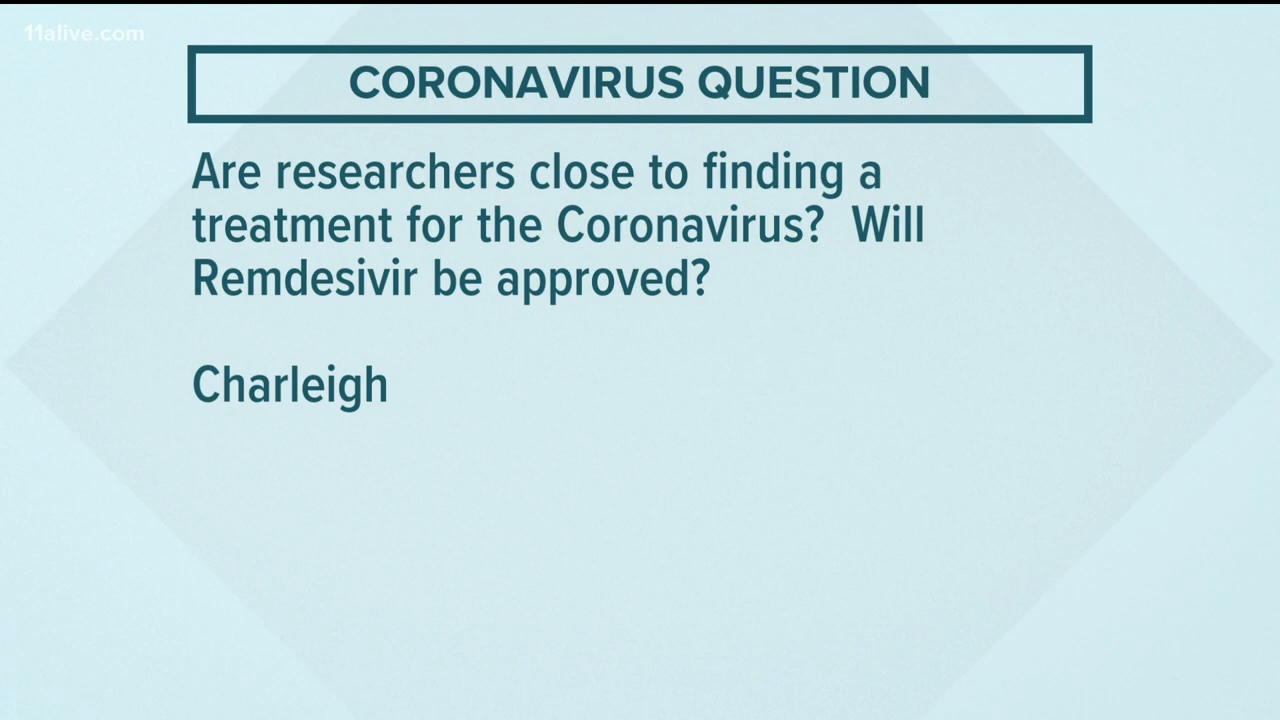 11alive.com
CORONAVIRUS QUESTION
Are researchers close to finding a
treatment for the Coronavirus?  Will
Remdesivir be approved?
Charleigh